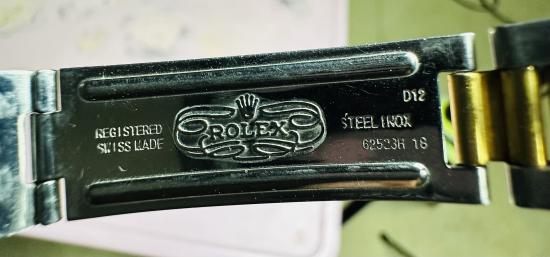 D12
REGISTERED
SWISS MADE
ROLEX
STEELINOX
62523H 18